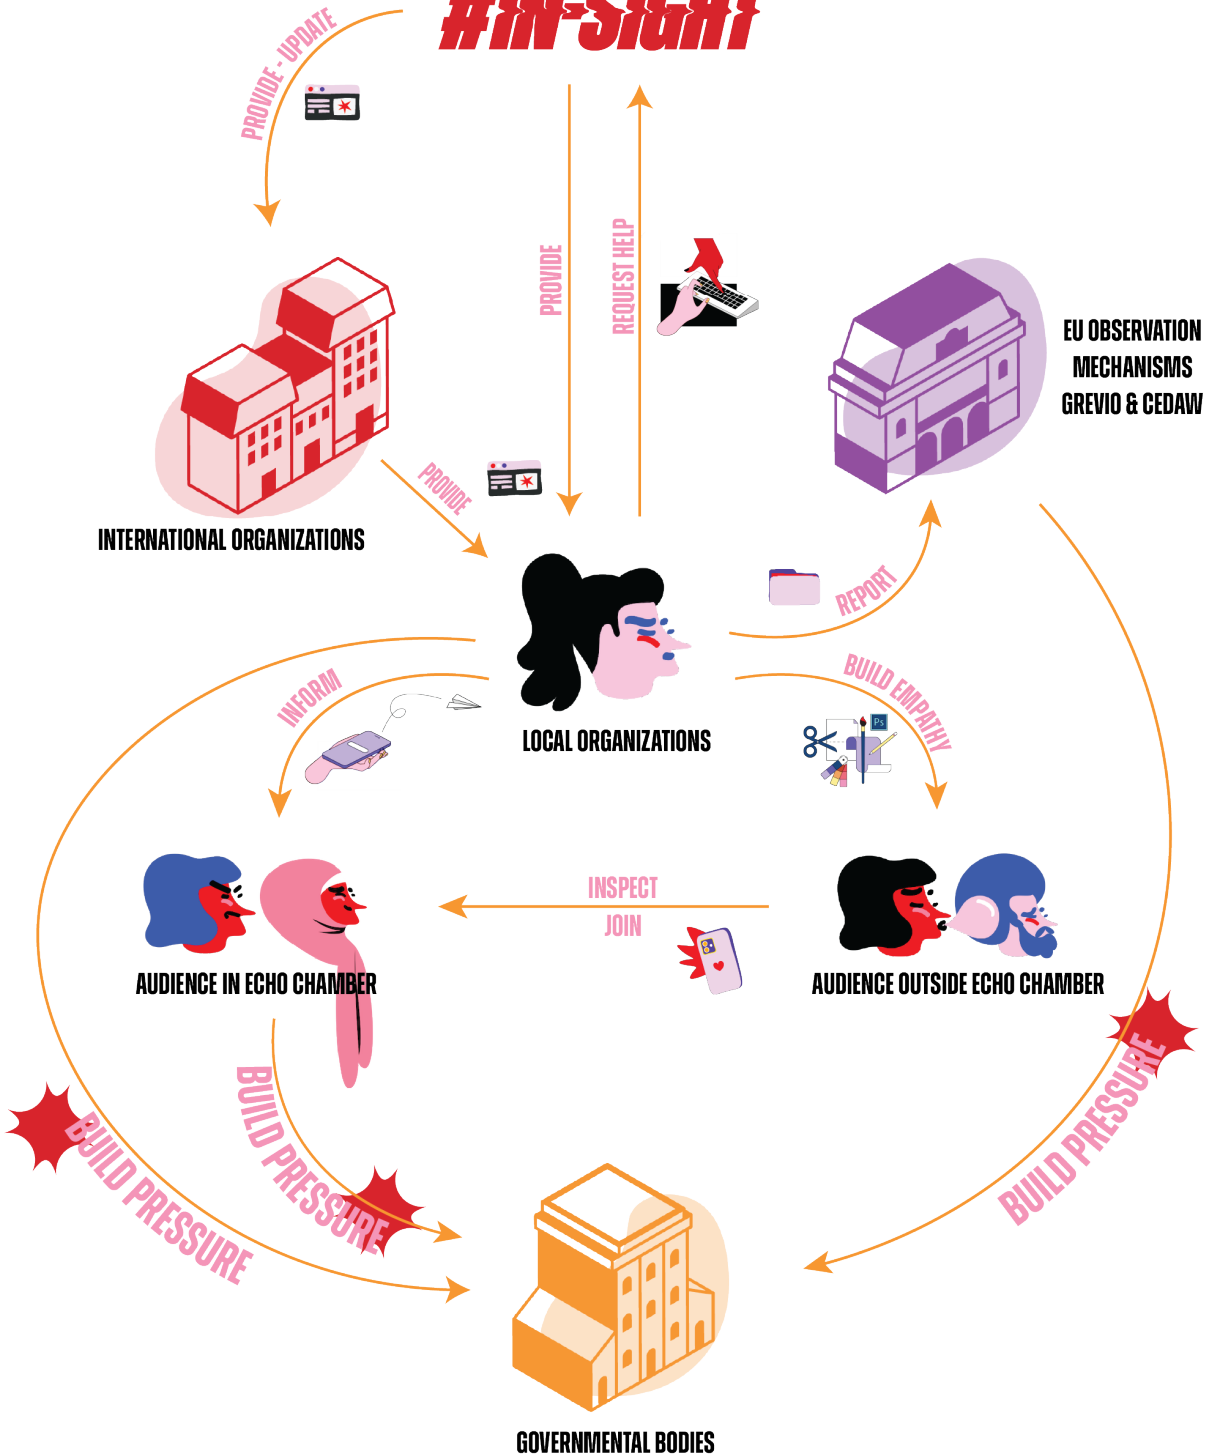 #IN-SIGHT
PROVIDE - UPDATE
PROVIDE
REQUEST HELP
EU OBSERVATION
MECHANISMS
GREVIO & CEDAW
PROVIDE
INTERNATIONAL ORGANIZATIONS
REPORT
INFORM
BUILD EMPATHY
Ps
LOCAL ORGANIZATIONS
INSPECT
JOIN
AUDIENCE IN ECHO CHAMBER
AUDIENCE OUTSIDE ECHO CHAMBER
BUILD PRESSURE
BUILD PRESSURE
BUILD PRESSURE
GOVERNMENTAL BODIES